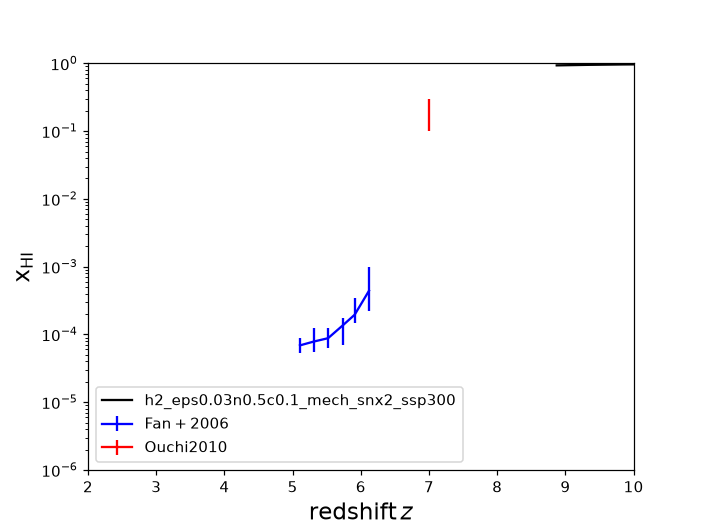 10^0
10^-1
10^-2
10^-3
10^-4
10^-5
10^-6
x_HI
h2_eps0.03n0.5c0.1_mech_snx2_ssp300
Fan + 2006
Ouchi2010
2 3 4 5 6 7 8 9 10
redshift z